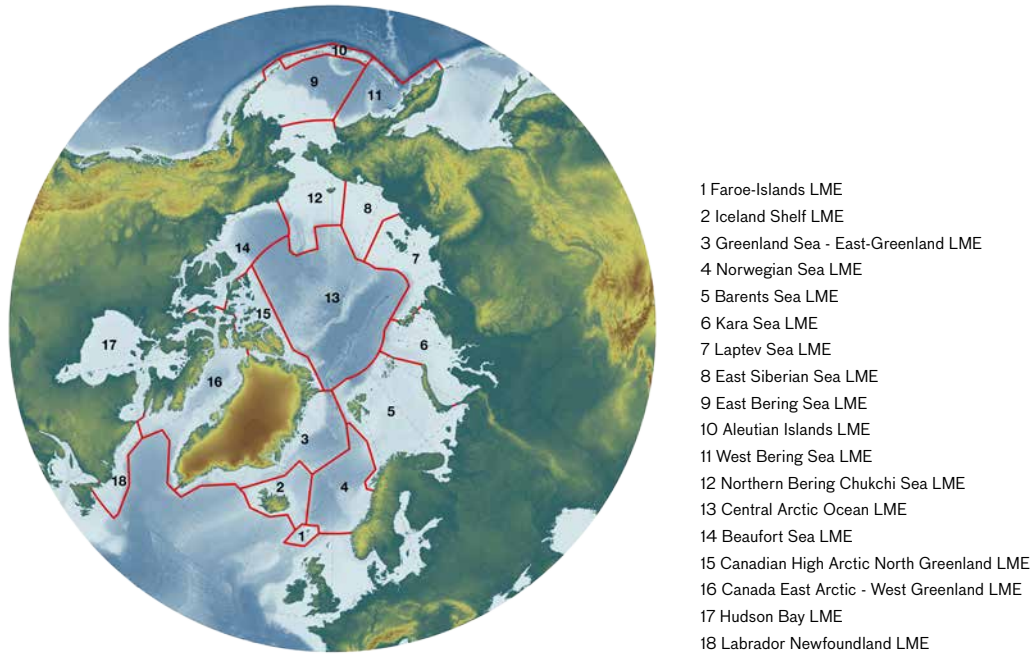 10
9
11
12
8
14
7
13
15
17
6
16
5
3
18
2
4
1
1 Faroe-Islands LME
2 Iceland Shelf LME
3 Greenland Sea - East-Greenland LME
4 Norwegian Sea LME
5 Barents Sea LME
6 Kara Sea LME
7 Laptev Sea LME
8 East Siberian Sea LME
9 East Bering Sea LME
10 Aleutian Islands LME
11 West Bering Sea LME
12 Northern Bering Chukchi Sea LME
13 Central Arctic Ocean LME
14 Beaufort Sea LME
15 Canadian High Arctic North Greenland LME
16 Canada East Arctic - West Greenland LME
17 Hudson Bay LME
18 Labrador Newfoundland LME